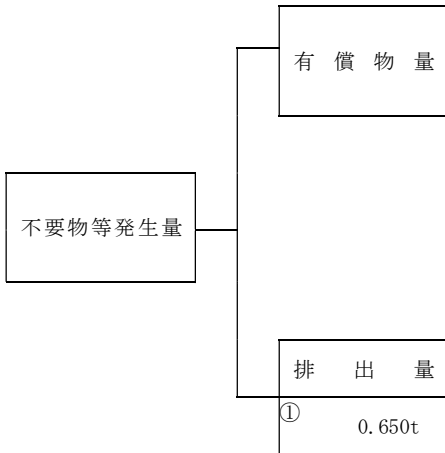 有償物量
不要物等発生量
排出量
①
0.650t